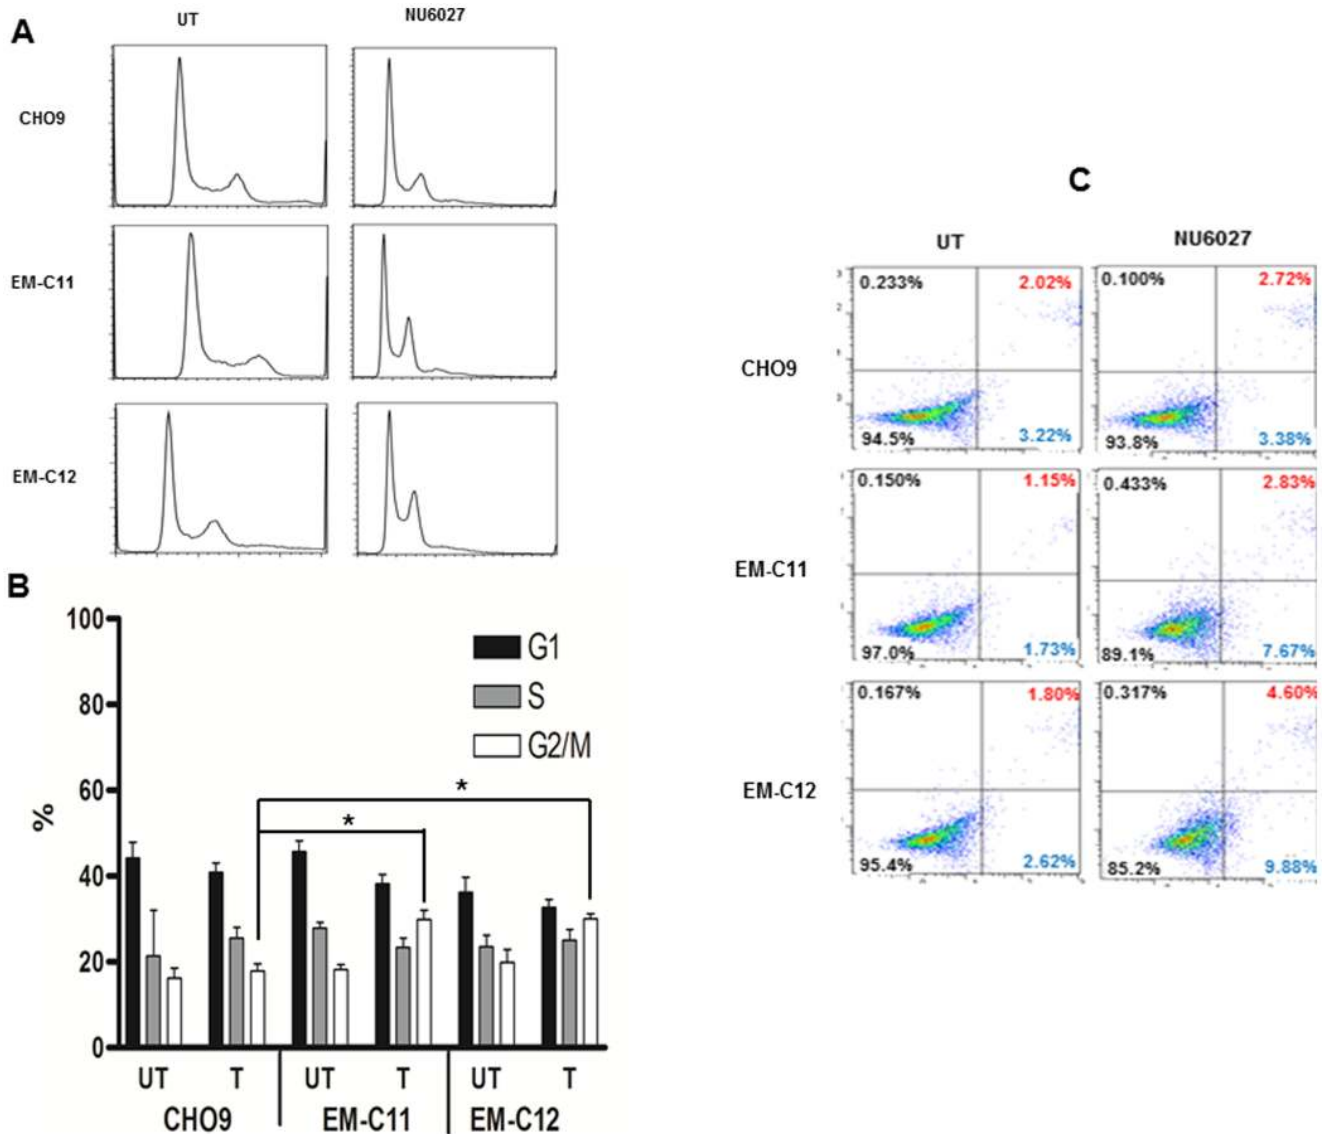 A
UT
NU6027
CHO9
EM-C11
EM-C12
B
100
80
60
40
20
0
%
G1
S
G2/M
*
*
UT
T
UT
T
UT
T
CHO9
EM-C11
EM-C12
C
UT
NU6027
CHO9
0.233%
2.02%
94.5%
3.22%
0.100%
2.72%
93.8%
3.38%
EM-C11
0.150%
1.15%
97.0%
1.73%
0.433%
2.83%
89.1%
7.67%
EM-C12
0.167%
1.80%
95.4%
2.62%
0.317%
4.60%
85.2%
9.88%